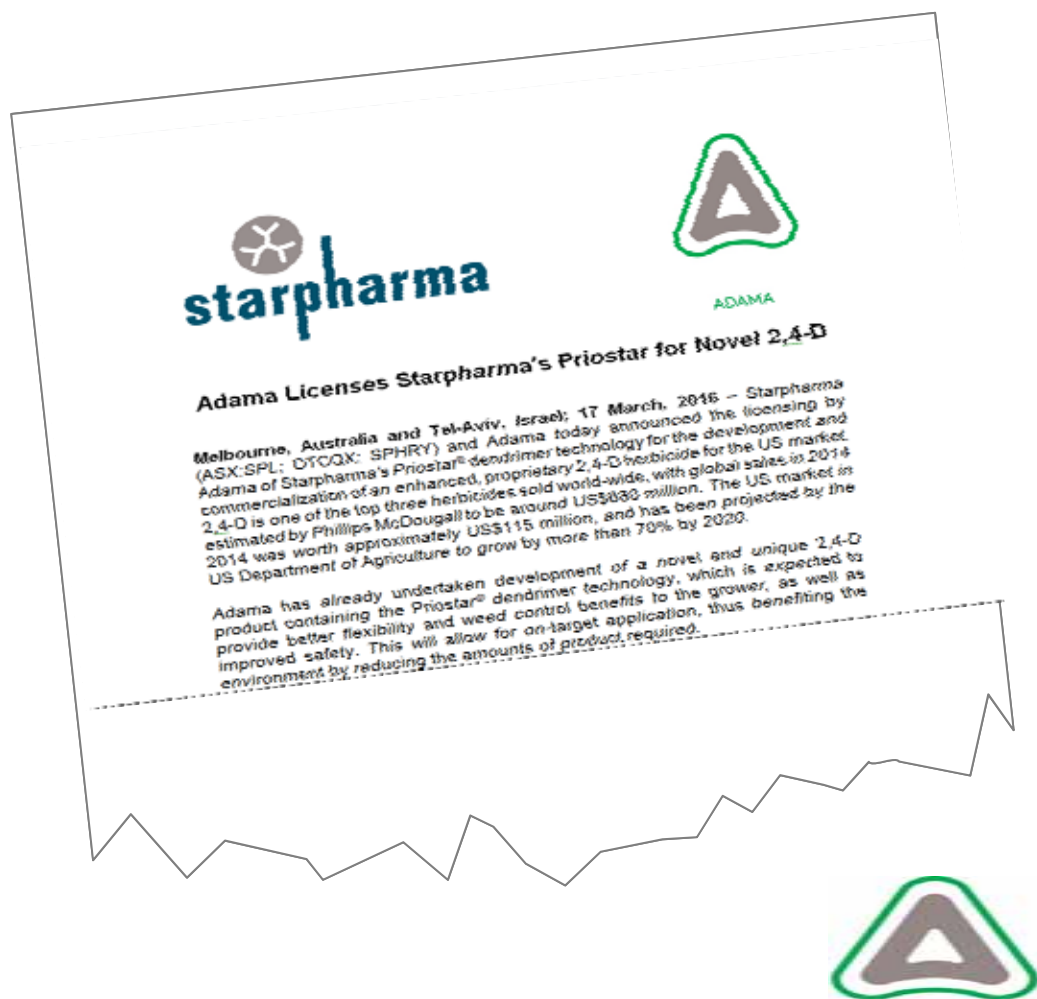 starpharma
ADAMA
Adama Licenses Starpharma's Priostar for Novel 2,4-D
Melbourne, Australia and Tel-Aviv, Israel; 17 March, 2016 – Starpharma
(ASX:SPL; OTCQX: SPHRY) and Adama today announced the licensing by
Adama of Starpharma's Priostar® dendrimer technology for the development and
commercialization of an enhanced, proprietary 2,4-D herbicide for the US market.
2,4-D is one of the top three herbicides sold world-wide, with global sales in 2014
estimated by Phillips McDougall to be around million. The US market in
2014 was worth approximately US$115 million, and has been projected by the
US Department of Agriculture to grow by more than 70% by 2020.
Adama has already undertaken development of a novel and unique 2,4-D
product containing the Priostar® dendrimer technology, which is expected to
provide better flexibility and weed control benefits to the grower, as well as
improved safety. This will allow for on-target application, thus benefiting the
environment by reducing the amounts of product required.